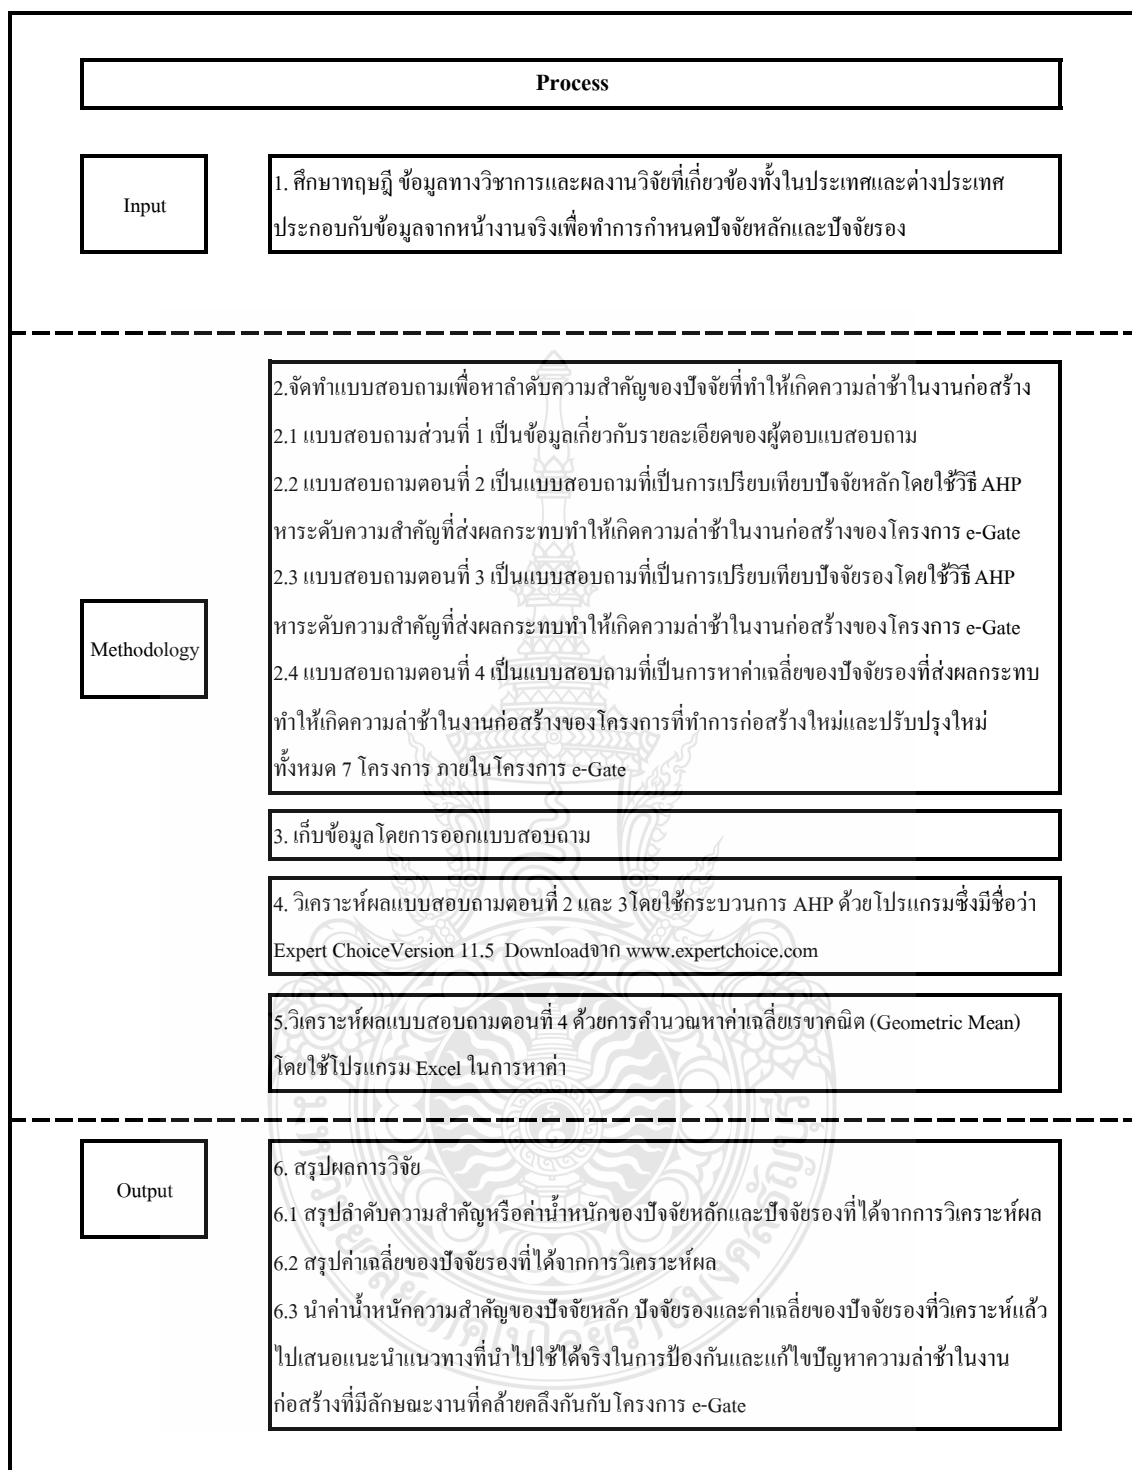 Process
Input
1. ศึกษาทฤษฎี ข้อมูลทางวิชาการและผลงานวิจัยที่เกี่ยวข้องทั้งในประเทศและต่างประเทศ
ประกอบกับข้อมูลจากหน้างานจริงเพื่อทำการกำหนดปัจจัยหลักและปัจจัยรอง
Methodology
2.จัดทำแบบสอบถามเพื่อหาลำดับความสำคัญของปัจจัยที่ทำให้เกิดความล่าช้าในงานก่อสร้าง
2.1 แบบสอบถามส่วนที่ 1 เป็นข้อมูลเกี่ยวกับรายละเอียดของผู้ตอบแบสอบถาม
2.2 แบบสอบถามตอนที่ 2 เป็นแบบสอบถามที่เป็นการเปรียบเทียบปัจจัยหลักโดยใช้วิธี AHP
หาระดับความสำคัญที่ส่งผลกระทบทำให้เกิดความล่าช้าในงานก่อสร้างของโครงการ e-Gate
2.3 แบบสอบถามตอนที่ 3 เป็นแบบสอบถามที่เป็นการเปรียบเทียบปัจจัยรองโดยใช้วิธี AHP
หาระดับความสำคัญที่ส่งผลกระทบทำให้เกิดความล่าช้าในงานก่อสร้างของโครงการ e-Gate
2.4 แบบสอบถามตอนที่ 4 เป็นแบบสอบถามที่เป็นการหาค่าเฉลี่ยของปัจจัยรองที่ส่งผลกระทบ
ทำให้เกิดความล่าช้าในงานก่อสร้างของโครงการที่ทำการก่อสร้างใหม่และปรับปรุงใหม่
ทั้งหมด 7 โครงการ ภายในโครงการ e-Gate
3. เก็บข้อมูลโดยการออกแบบสอบถาม
4. วิเคราะห์ผลแบบสอบถามตอนที่ 2 และ 3โดยใช้กระบวนการ AHP ด้วยโปรแกรมซึ่งมีชื่อว่า
Expert ChoiceVersion 11.5 Downloadจาก www.expertchoice.com
5.วิเคราะห์ผลแบบสอบถามตอนที่ 4 ด้วยการคำนวณหาค่าเฉลี่ยเรขาคณิต (Geometric Mean)
โดยใช้โปรแกรม Excel ในการหาค่า
Output
6. สรุปผลการวิจัย
6.1 สรุปลำดับความสำคัญหรือค่าน้ำหนักของปัจจัยหลักและปัจจัยรองที่ได้จากการวิเคราะห์ผล
6.2 สรุปค่าเฉลี่ยของปัจจัยรองที่ได้จากการวิเคราะห์ผล
6.3 นำค่าน้ำหนักความสำคัญของปัจจัยหลัก ปัจจัยรองและค่าเฉลี่ยของปัจจัยรองที่วิเคราะห์แล้ว
ไปเสนอแนะนำแนวทางที่นำไปใช้ได้จริงในการป้องกันและแก้ไขปัญหาความล่าช้าในงาน
ก่อสร้างที่มีลักษณะงานที่คล้ายคลึงกันกับโครงการ e-Gate
มหาวิทยาลัยเทคโนโลยีราชมงคลธัญบุรี